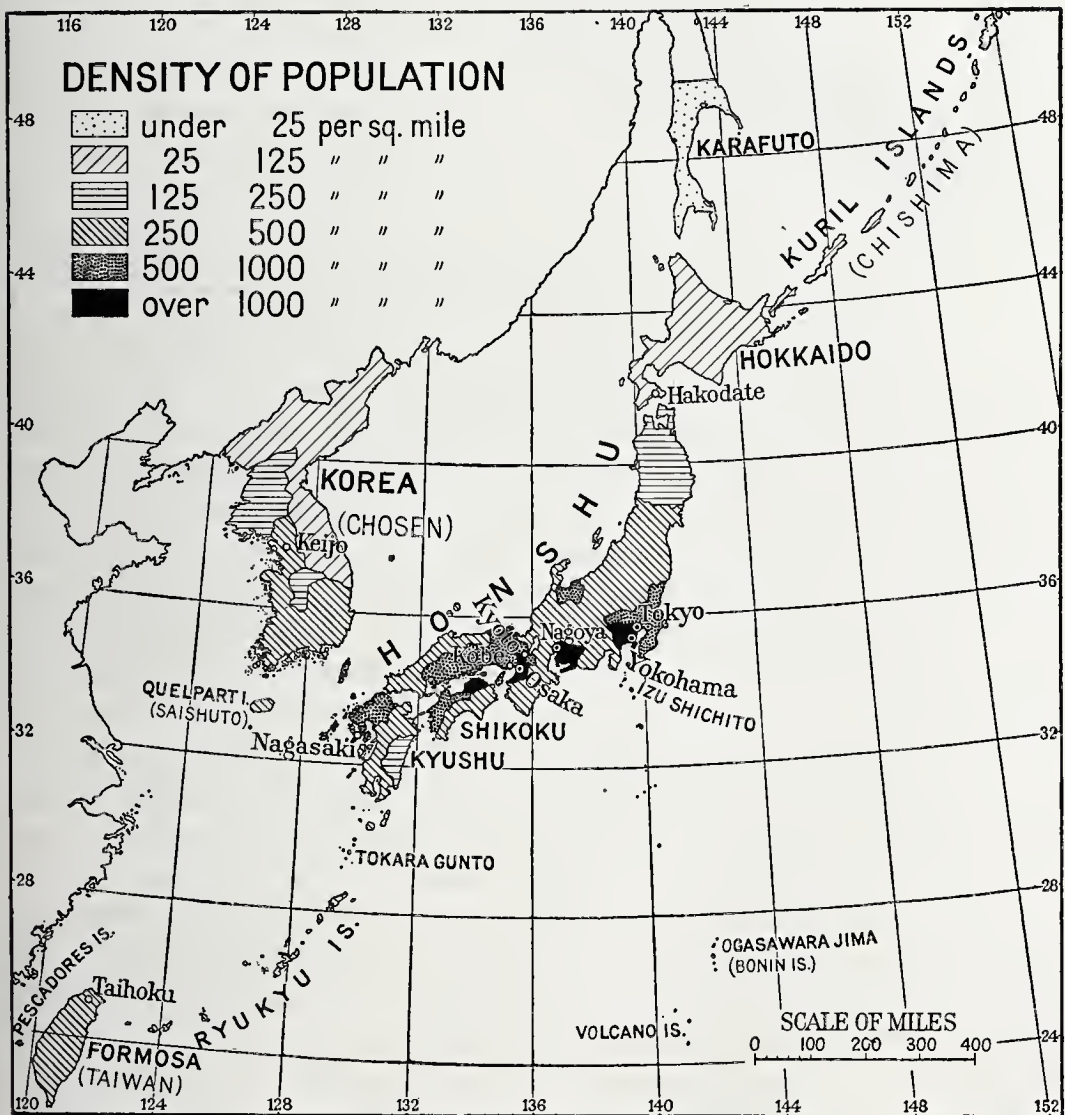 116 120 124 128 132 136 140 144 148 152
DENSITY OF POPULATION
under 25 per sq. mile
25 125 " " "
125 250 " " "
250 500 " " "
500 1000 " " "
over 1000 " " "
KARAFUTO
KURIL ISLANDS
(CHISHIMA)
48 48
44 44
HOKKAIDO
Hakodate
40 40
KOREA
(CHOSEN)
Keijo
HONSHU
36 36
Kyoto
Tokyo
Nagoya
Kobe
Yokohama
Osaka
IZU SHICHITO
QUELPART I.
(SAISHUTO)
SHIKOKU
32 32
Nagasaki
KYUSHU
TOKARA GUNTO
28 28
RYUKYU IS.
OGASAWARA JIMA
(BONIN IS.)
PESCADORES IS.
Taihoku
VOLCANO IS.
SCALE OF MILES
0 100 200 300 400
24 24
FORMOSA
(TAIWAN)
120 124 128 132 136 140 144 148 152